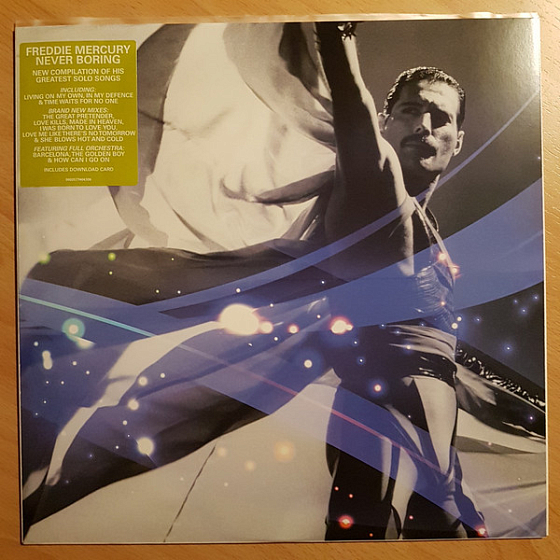 FREDDIE MERCURY
NEVER BORING
NEW COMPILATION OF HIS
GREATEST SOLO SONGS
INCLUDING:
LIVING ON MY OWN, IN MY DEFENCE
& TIME WAITS FOR NO ONE
BRAND NEW MIXES:
THE GREAT PRETENDER,
LOVE KILLS, MADE IN HEAVEN,
I WAS BORN TO LOVE YOU,
LOVE ME LIKE THERE'S NO TOMORROW
& SHE BLOWS HOT AND COLD
FEATURING FULL ORCHESTRA:
BARCELONA, THE GOLDEN BOY
& HOW CAN I GO ON
INCLUDES DOWNLOAD CARD